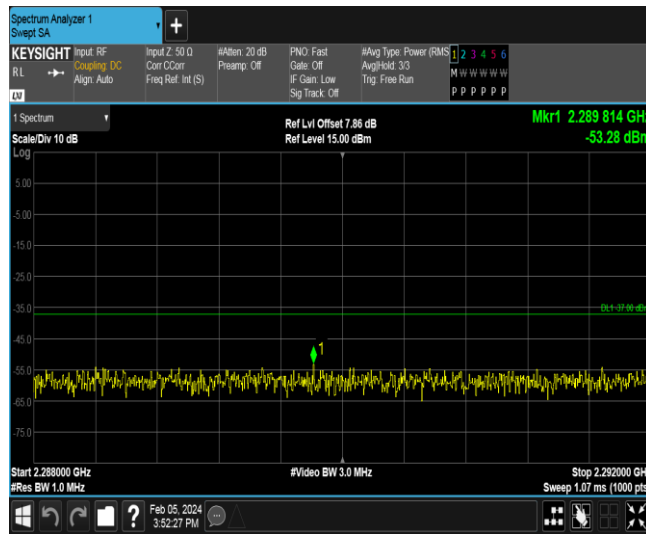 Spectrum Analyzer 1
Swept SA
+
KEYSIGHT Input: RF Input Z: 50 Ω #Atten: 20 dB PNO: Fast #Avg Type: Power (RMS 1 2 3 4 5 6
RL Coupling: DC Corr CCorr Preamp: Off Gate: Off Avg|Hold: 3/3 M W W W W W
Align: Auto Freq Ref: Int (S) IF Gain: Low Trig: Free Run
LXI Sig Track: Off P P P P P P
1 Spectrum Ref Lvl Offset 7.86 dB Mkr1 2.289 814 GH
Scale/Div 10 dB Ref Level 15.00 dBm -53.28 dBm
Log
5.00
-5.00
-15.0
-25.0
-35.0 DL1 -37.00 dB
-45.0
1
-55.0
-65.0
-75.0
Start 2.288000 GHz #Video BW 3.0 MHz Stop 2.292000 GH
#Res BW 1.0 MHz Sweep 1.07 ms (1000 pts
? Feb 05, 2024
3:52:27 PM